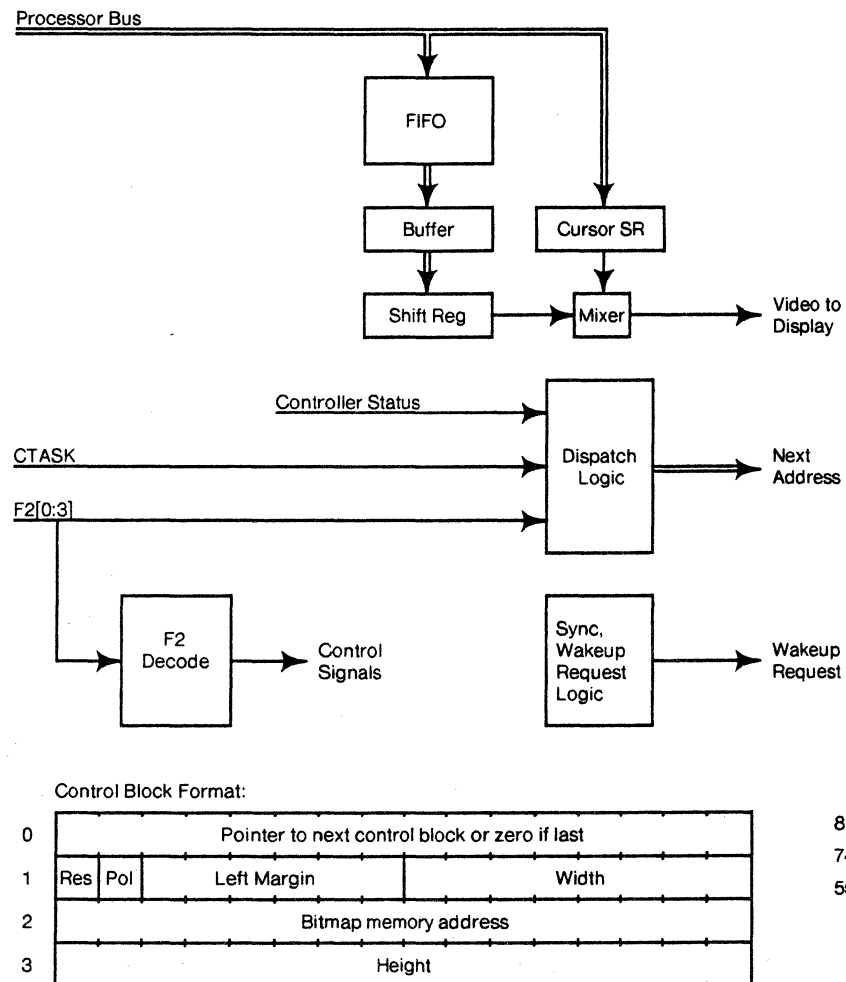 Processor Bus
FIFO
Buffer
Cursor SR
Shift Reg
Mixer
Video to
Display
Controller Status
CTASK
Dispatch
Logic
Next
Address
F2[0:3]
F2
Decode
Control
Signals
Sync,
Wakeup
Request
Logic
Wakeup
Request
Control Block Format:
0 Pointer to next control block or zero if last
1 Res Pol Left Margin Width
2 Bitmap memory address
3 Height
8
74